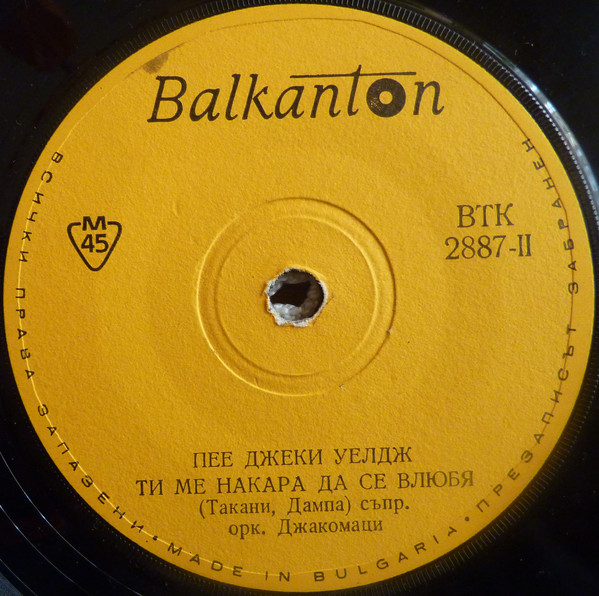 Balkanton
M
45
ВТК
2887-II
ПЕЕ ДЖЕКИ УЕЛДЖ
ТИ МЕ НАКАРА ДА СЕ ВЛЮБЯ
(Такани, Дампа) съпр.
орк. Джакомаци
ВСИЧКИ ПРАВА ЗАПАЗЕНИ • MADE IN BULGARIA • ПРЕЗАПИСЪТ ЗАБРАНЕН